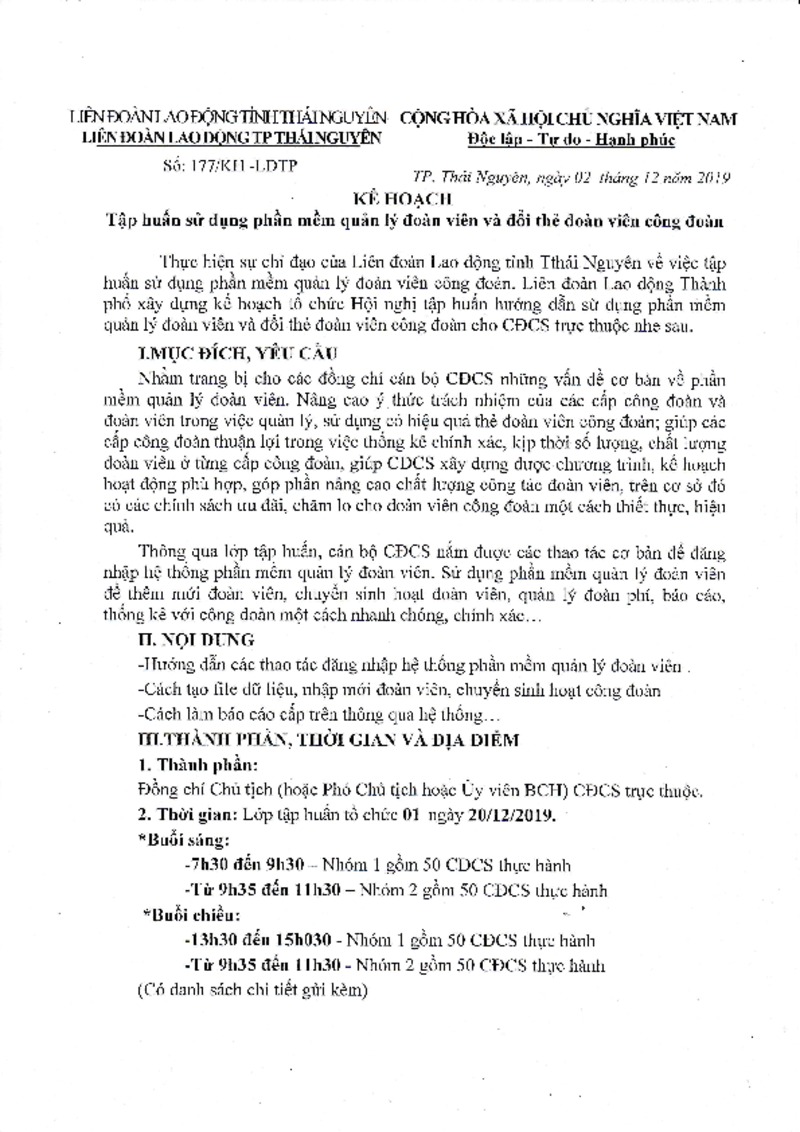 LIÊN ĐOÀN LAO ĐỘNG TỈNH THÁI NGUYÊN
LIÊN ĐOÀN LAO ĐỘNG TP THÁI NGUYÊN
CỘNG HÒA XÃ HỘI CHỦ NGHĨA VIỆT NAM
Độc lập - Tự do - Hạnh phúc
Số: 177/KH -LĐTP
TP. Thái Nguyên, ngày 02 tháng 12 năm 2019
KẾ HOẠCH
Tập huấn sử dụng phần mềm quản lý đoàn viên và đổi thẻ đoàn viên công đoàn
Thực hiện sự chỉ đạo của Liên đoàn Lao động tỉnh Tthái Nguyên về việc tập
huấn sử dụng phần mềm quản lý đoàn viên công đoàn. Liên đoàn Lao động Thành
phố xây dựng kế hoạch tổ chức Hội nghị tập huấn hướng dẫn sử dụng phần mềm
quản lý đoàn viên và đổi thẻ đoàn viên công đoàn cho CĐCS trực thuộc nhe sau.
I.MỤC ĐÍCH, YÊU CẦU
Nhằm trang bị cho các đồng chí cán bộ CĐCS những vấn đề cơ bản về phần
mềm quản lý đoàn viên. Nâng cao ý thức trách nhiệm của các cấp công đoàn và
đoàn viên trong việc quản lý, sử dụng có hiệu quả thẻ đoàn viên công đoàn; giúp các
cấp công đoàn thuận lợi trong việc thống kê chính xác, kịp thời số lượng, chất lượng
đoàn viên ở từng cấp công đoàn, giúp CĐCS xây dựng được chương trình, kế hoạch
hoạt động phù hợp, góp phần nâng cao chất lượng công tác đoàn viên, trên cơ sở đó
có các chính sách ưu đãi, chăm lo cho đoàn viên công đoàn một cách thiết thực, hiệu
quả.
Thông qua lớp tập huấn, cán bộ CĐCS nắm được các thao tác cơ bản để đăng
nhập hệ thống phần mềm quản lý đoàn viên. Sử dụng phần mềm quản lý đoàn viên
để thêm mới đoàn viên, chuyển sinh hoạt đoàn viên, quản lý đoàn phí, báo cáo,
thống kê với công đoàn một cách nhanh chóng, chính xác…
II. NỘI DUNG
-Hướng dẫn các thao tác đăng nhập hệ thống phần mềm quản lý đoàn viên .
-Cách tạo file dữ liệu, nhập mới đoàn viên, chuyển sinh hoạt công đoàn
-Cách làm báo cáo cấp trên thông qua hệ thống…
III.THÀNH PHẦN, THỜI GIAN VÀ ĐỊA ĐIỂM
1. Thành phần:
Đồng chí Chủ tịch (hoặc Phó Chủ tịch hoặc Ủy viên BCH) CĐCS trực thuộc.
2. Thời gian: Lớp tập huấn tổ chức 01 ngày 20/12/2019.
*Buổi sáng:
-7h30 đến 9h30 – Nhóm 1 gồm 50 CĐCS thực hành
-Từ 9h35 đến 11h30 – Nhóm 2 gồm 50 CĐCS thực hành
*Buổi chiều:
-13h30 đến 15h030 - Nhóm 1 gồm 50 CĐCS thực hành
-Từ 9h35 đến 11h30 - Nhóm 2 gồm 50 CĐCS thực hành
(Có danh sách chi tiết gửi kèm)